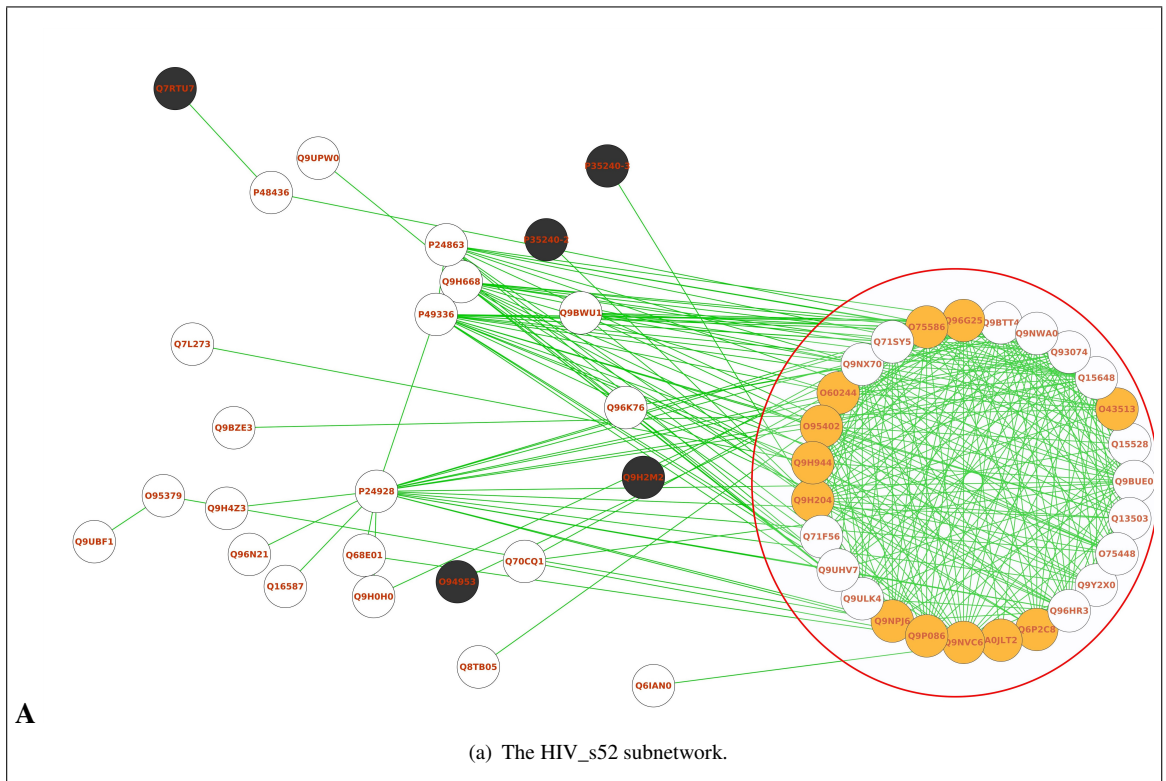 Q7RTU7
Q9UPW0
P35240-3
P48436
P24863
P35240-2
Q9H668
P49336
Q9BWU1
O75586
Q96G25
Q9BTT4
Q9NWA0
Q7L273
Q71SY5
Q93074
Q9NX70
Q15648
O60244
Q96K76
O43513
Q9BZE3
O95402
Q15528
Q9H944
Q9H2M2
Q9BUE0
P24928
O95379
Q9H4Z3
Q9H204
Q13503
Q9UBF1
Q71F56
Q96N21
Q68E01
Q70CQ1
O75448
Q9UHV7
O94953
Q16587
Q9H0H0
Q9Y2X0
Q9ULK4
Q96HR3
Q9NPJ6
Q6P2C8
Q9P086
Q9NVC6
A0JLT2
Q8TB05
Q6IAN0
A
(a) The HIV_s52 subnetwork.